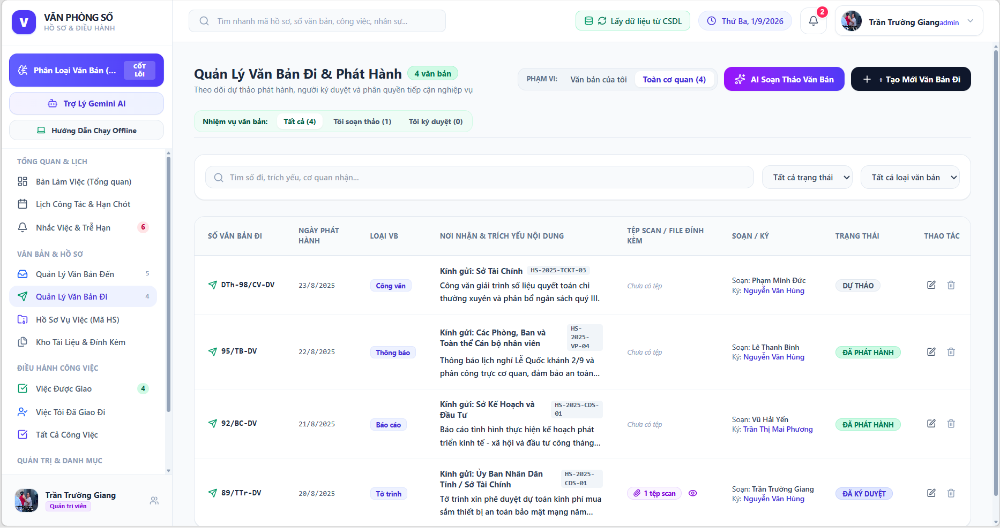 V
VĂN PHÒNG SỐ
HỒ SƠ & ĐIỀU HÀNH
Tìm nhanh mã hồ sơ, số văn bản, công việc, nhân sự...
Lấy dữ liệu từ CSDL
Thứ Ba, 1/9/2026
2
Trần Trường Giangadmin
Phân Loại Văn Bản (...
CỐT
LÕI
Trợ Lý Gemini AI
Hướng Dẫn Chạy Offline
TỔNG QUAN & LỊCH
Bàn Làm Việc (Tổng quan)
Lịch Công Tác & Hạn Chót
Nhắc Việc & Trễ Hạn
6
VĂN BẢN & HỒ SƠ
Quản Lý Văn Bản Đến
5
Quản Lý Văn Bản Đi
4
Hồ Sơ Vụ Việc (Mã HS)
Kho Tài Liệu & Đính Kèm
ĐIỀU HÀNH CÔNG VIỆC
Việc Được Giao
4
Việc Tôi Đã Giao Đi
Tất Cả Công Việc
QUẢN TRỊ & DANH MỤC
Trần Trường Giang
Quản trị viên
Quản Lý Văn Bản Đi & Phát Hành
4 văn bản
Theo dõi dự thảo phát hành, người ký duyệt và phân quyền tiếp cận nghiệp vụ
PHẠM VI:
Văn bản của tôi
Toàn cơ quan (4)
AI Soạn Thảo Văn Bản
+ Tạo Mới Văn Bản Đi
Nhiệm vụ văn bản:
Tất cả (4)
Tôi soạn thảo (1)
Tôi ký duyệt (0)
Tìm số đi, trích yếu, cơ quan nhận...
Tất cả trạng thái
Tất cả loại văn bản
SỐ VĂN BẢN ĐI
NGÀY PHÁT
HÀNH
LOẠI VB
NƠI NHẬN & TRÍCH YẾU NỘI DUNG
TỆP SCAN / FILE ĐÍNH
KÈM
SOẠN / KÝ
TRẠNG THÁI
THAO TÁC
DTh-98/CV-DV
23/8/2025
Công văn
Kính gửi: Sở Tài Chính
HS-2025-TCKT-03
Công văn giải trình số liệu quyết toán chi
thường xuyên và phân bổ ngân sách quý III.
Chưa có tệp
Soạn: Phạm Minh Đức
Ký: Nguyễn Văn Hùng
DỰ THẢO
95/TB-DV
22/8/2025
Thông báo
Kính gửi: Các Phòng, Ban và
Toàn thể Cán bộ nhân viên
HS-
2025-
VP-04
Thông báo lịch nghỉ Lễ Quốc khánh 2/9 và
phân công trực cơ quan, đảm bảo an toàn...
Chưa có tệp
Soạn: Lê Thanh Bình
Ký: Nguyễn Văn Hùng
ĐÃ PHÁT HÀNH
92/BC-DV
21/8/2025
Báo cáo
Kính gửi: Sở Kế Hoạch và
Đầu Tư
HS-2025-CDS-
01
Báo cáo tình hình thực hiện kế hoạch phát
triển kinh tế - xã hội và đầu tư công tháng...
Chưa có tệp
Soạn: Vũ Hải Yến
Ký: Trần Thị Mai Phương
ĐÃ PHÁT HÀNH
89/TTr-DV
20/8/2025
Tờ trình
Kính gửi: Ủy Ban Nhân Dân
Tỉnh / Sở Tài Chính
HS-2025-
CDS-01
Tờ trình xin phê duyệt dự toán kinh phí mua
sắm thiết bị an toàn bảo mật mạng năm...
1 tệp scan
Soạn: Trần Trường Giang
Ký: Nguyễn Văn Hùng
ĐÃ KÝ DUYỆT